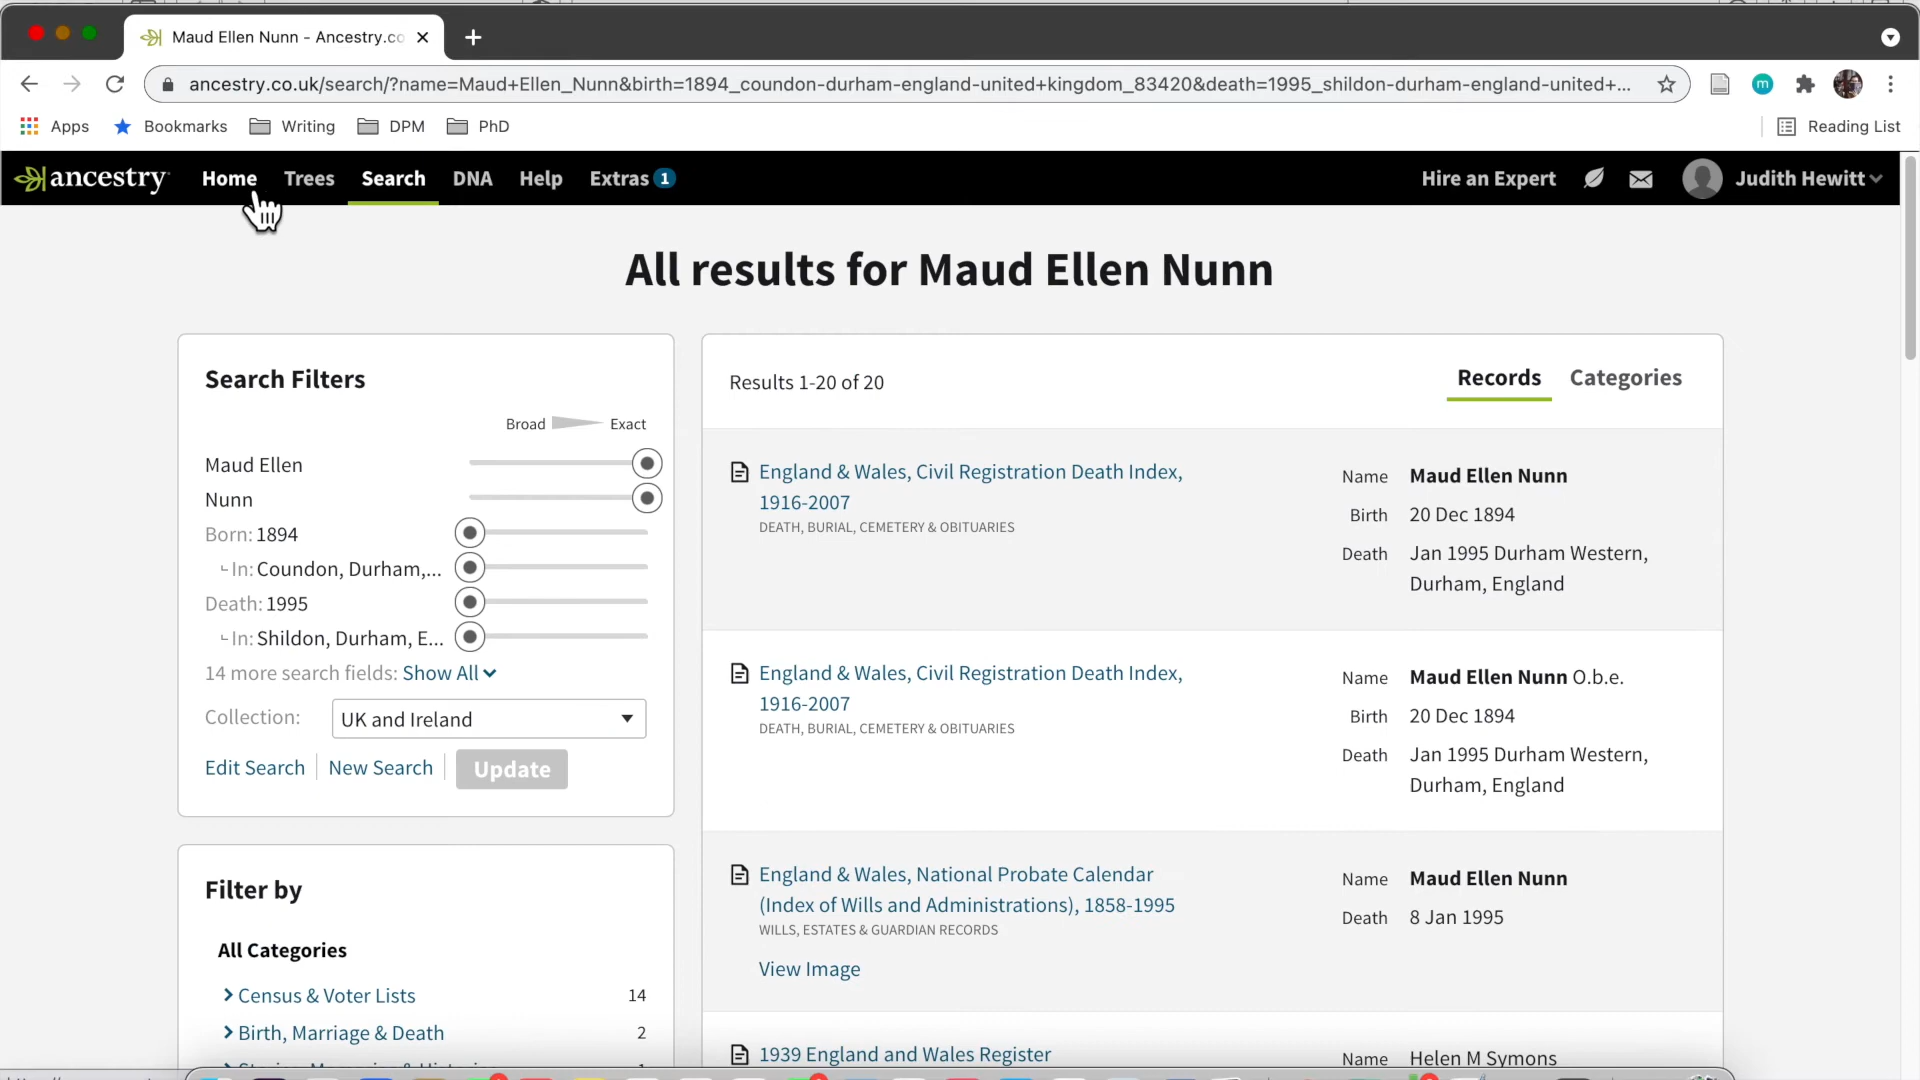 Maud Ellen Nunn - Ancestry.co
ancestry.co.uk/search/?name=Maud+Ellen_Nunn&birth=1894_coundon-durham-england-united+kingdom_83420&death=1995_shildon-durham-england-united+...
m
Apps Bookmarks Writing DPM PhD Reading List
ancestry Home Trees Search DNA Help Extras 1 Hire an Expert Judith Hewitt
All results for Maud Ellen Nunn
Search Filters
Broad Exact
Maud Ellen
Nunn
Born: 1894
In: Coundon, Durham,...
Death: 1995
In: Shildon, Durham, E...
14 more search fields: Show All
Collection: UK and Ireland
Edit Search New Search Update
Filter by
All Categories
Census & Voter Lists 14
Birth, Marriage & Death 2
Results 1-20 of 20
Records Categories
England & Wales, Civil Registration Death Index,
1916-2007
DEATH, BURIAL, CEMETERY & OBITUARIES
Name Maud Ellen Nunn
Birth 20 Dec 1894
Death Jan 1995 Durham Western,
Durham, England
England & Wales, Civil Registration Death Index,
1916-2007
DEATH, BURIAL, CEMETERY & OBITUARIES
Name Maud Ellen Nunn O.b.e.
Birth 20 Dec 1894
Death Jan 1995 Durham Western,
Durham, England
England & Wales, National Probate Calendar
(Index of Wills and Administrations), 1858-1995
WILLS, ESTATES & GUARDIAN RECORDS
View Image
Name Maud Ellen Nunn
Death 8 Jan 1995
1939 England and Wales Register
Name Helen M Symons